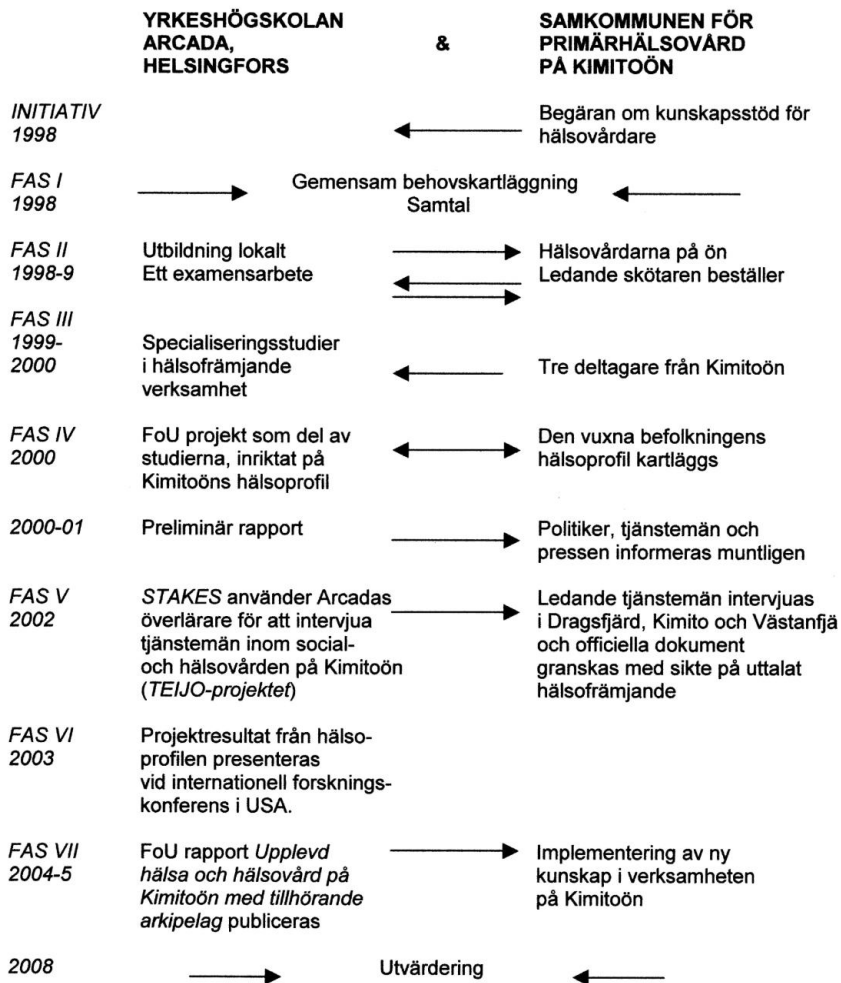 YRKESHÖGSKOLAN
ARCADA,
HELSINGFORS
&
SAMKOMMUNEN FÖR
PRIMÄRHÄLSOVÅRD
PÅ KIMITOÖN
INITIATIV
1998
Begäran om kunskapsstöd för
hälsovårdare
FAS I
1998
Gemensam behovskartläggning
Samtal
FAS II
1998-9
Utbildning lokalt
Ett examensarbete
Hälsovårdarna på ön
Ledande skötaren beställer
FAS III
1999-
2000
Specialiseringsstudier
i hälsofrämjande
verksamhet
Tre deltagare från Kimitoön
FAS IV
2000
FoU projekt som del av
studierna, inriktat på
Kimitoöns hälsoprofil
Den vuxna befolkningens
hälsoprofil kartläggs
2000-01
Preliminär rapport
Politiker, tjänstemän och
pressen informeras muntligen
FAS V
2002
STAKES använder Arcadas
överlärare för att intervjua
tjänstemän inom social-
och hälsovården på Kimitoön
(TEIJO-projektet)
Ledande tjänstemän intervjuas
i Dragsfjärd, Kimito och Västanfjä
och officiella dokument
granskas med sikte på uttalat
hälsofrämjande
FAS VI
2003
Projektresultat från hälso-
profilen presenteras
vid internationell forsknings-
konferens i USA.
FAS VII
2004-5
FoU rapport Upplevd
hälsa och hälsovård på
Kimitoön med tillhörande
arkipelag publiceras
Implementering av ny
kunskap i verksamheten
på Kimitoön
2008
Utvärdering